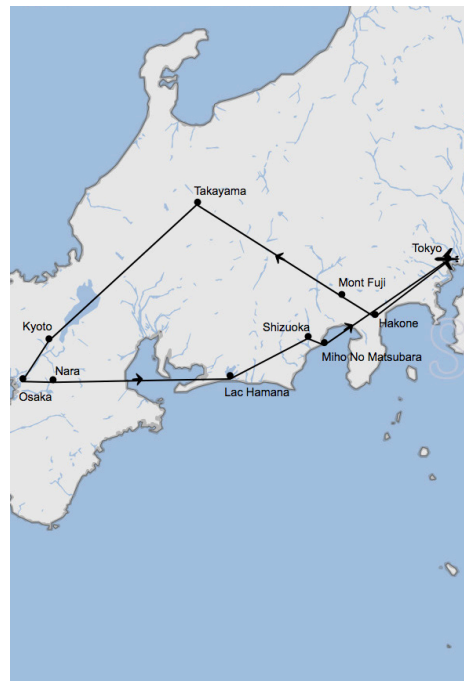 Takayama
Tokyo
Mont Fuji
Hakone
Kyoto
Shizuoka
Miho No Matsubara
Nara
Osaka
Lac Hamana
S